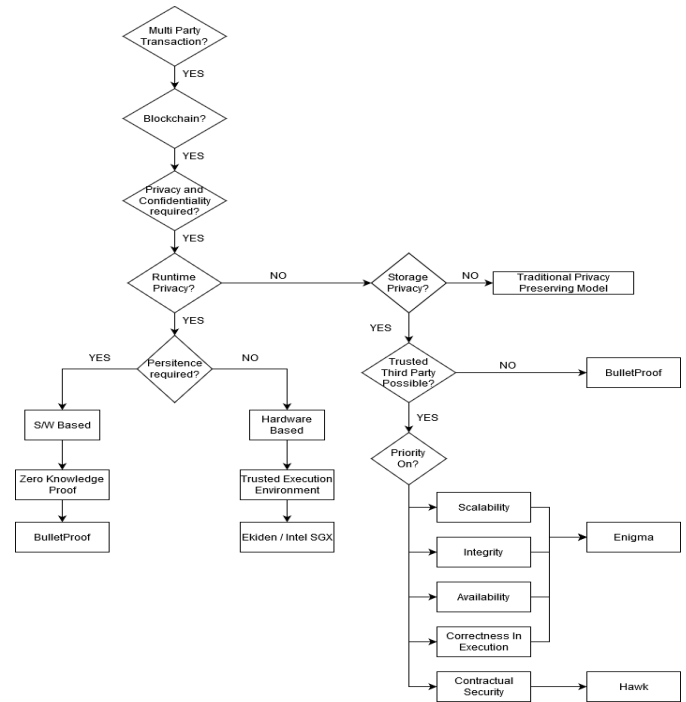 Multi Party
Transaction?
YES
Blockchain?
YES
Privacy and
Confidentiality
required?
YES
Runtime
Privacy?
NO
Storage
Privacy?
NO
Traditional Privacy
Preserving Model
YES
YES
Persitence
required?
YES
NO
Trusted
Third Party
Possible?
NO
BulletProof
YES
S/W Based
Hardware
Based
Priority
On?
Zero Knowledge
Proof
Trusted Execution
Environment
BulletProof
Ekiden / Intel SGX
Scalability
Integrity
Availability
Correctness In
Execution
Enigma
Contractual
Security
Hawk